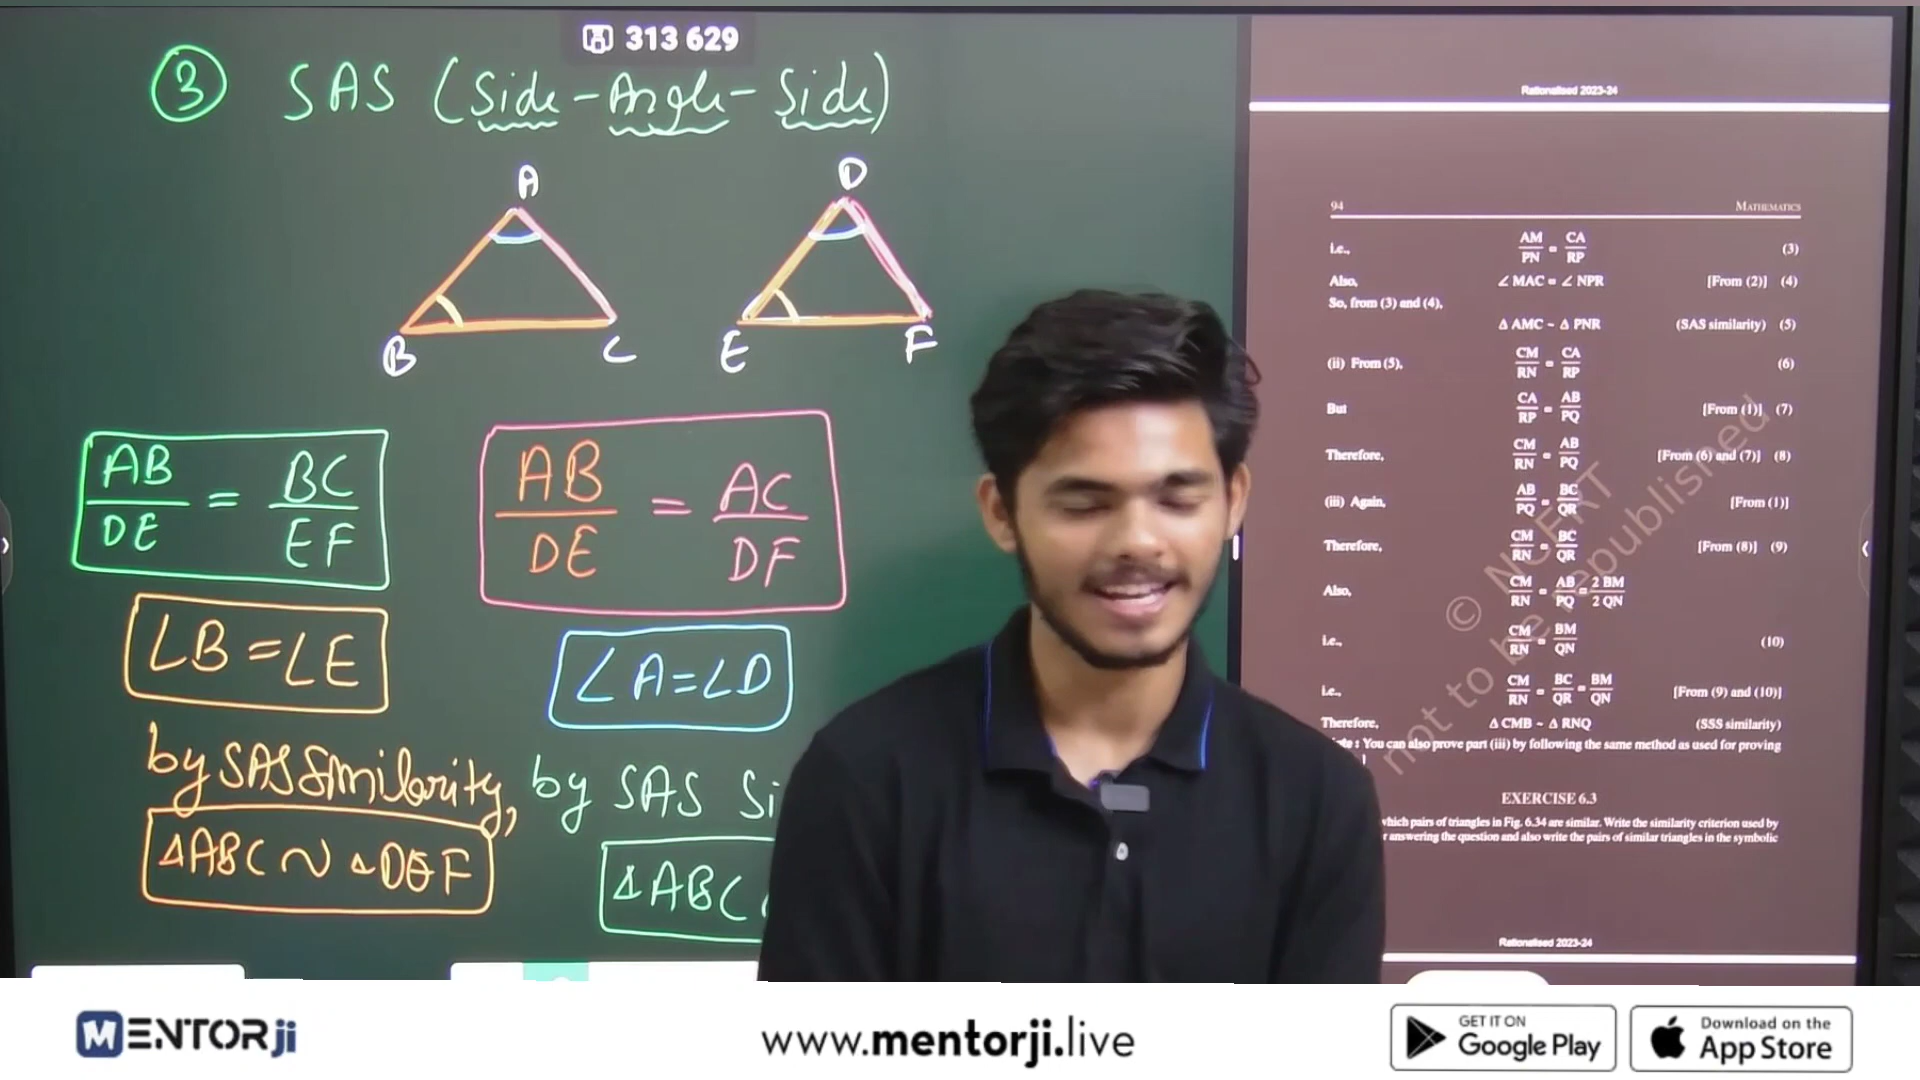 313 629
③ SAS (Side-Angle-Side)
A
D
B
C
E
F
AB/DE = BC/EF
AB/DE = AC/DF
∠B=∠E
∠A=∠D
by SAS Similarity,
by SAS Si
ΔABC ~ ΔDEF
ΔABC
Rationalised 2023-24
94 MATHEMATICS
i.e., AM/PN = CA/RP (3)
Also, ∠ MAC = ∠ NPR [From (2)] (4)
So, from (3) and (4),
Δ AMC ~ Δ PNR (SAS similarity) (5)
(ii) From (5), CM/RN = CA/RP (6)
But CA/RP = AB/PQ [From (1)] (7)
Therefore, CM/RN = AB/PQ [From (6) and (7)] (8)
(iii) Again, AB/PQ = BC/QR [From (1)]
Therefore, CM/RN = BC/QR [From (8)] (9)
Also, CM/RN = AB/PQ = 2 BM/2 QN
i.e., CM/RN = BM/QN (10)
i.e., CM/RN = BC/QR = BM/QN [From (9) and (10)]
Therefore, Δ CMB ~ Δ RNQ (SSS similarity)
: You can also prove part (iii) by following the same method as used for proving
© NCERT
not to be republished
EXERCISE 6.3
which pairs of triangles in Fig. 6.34 are similar. Write the similarity criterion used by
r answering the question and also write the pairs of similar triangles in the symbolic
Rationalised 2023-24
MENTORji
www.mentorji.live
GET IT ON
Google Play
Download on the
App Store